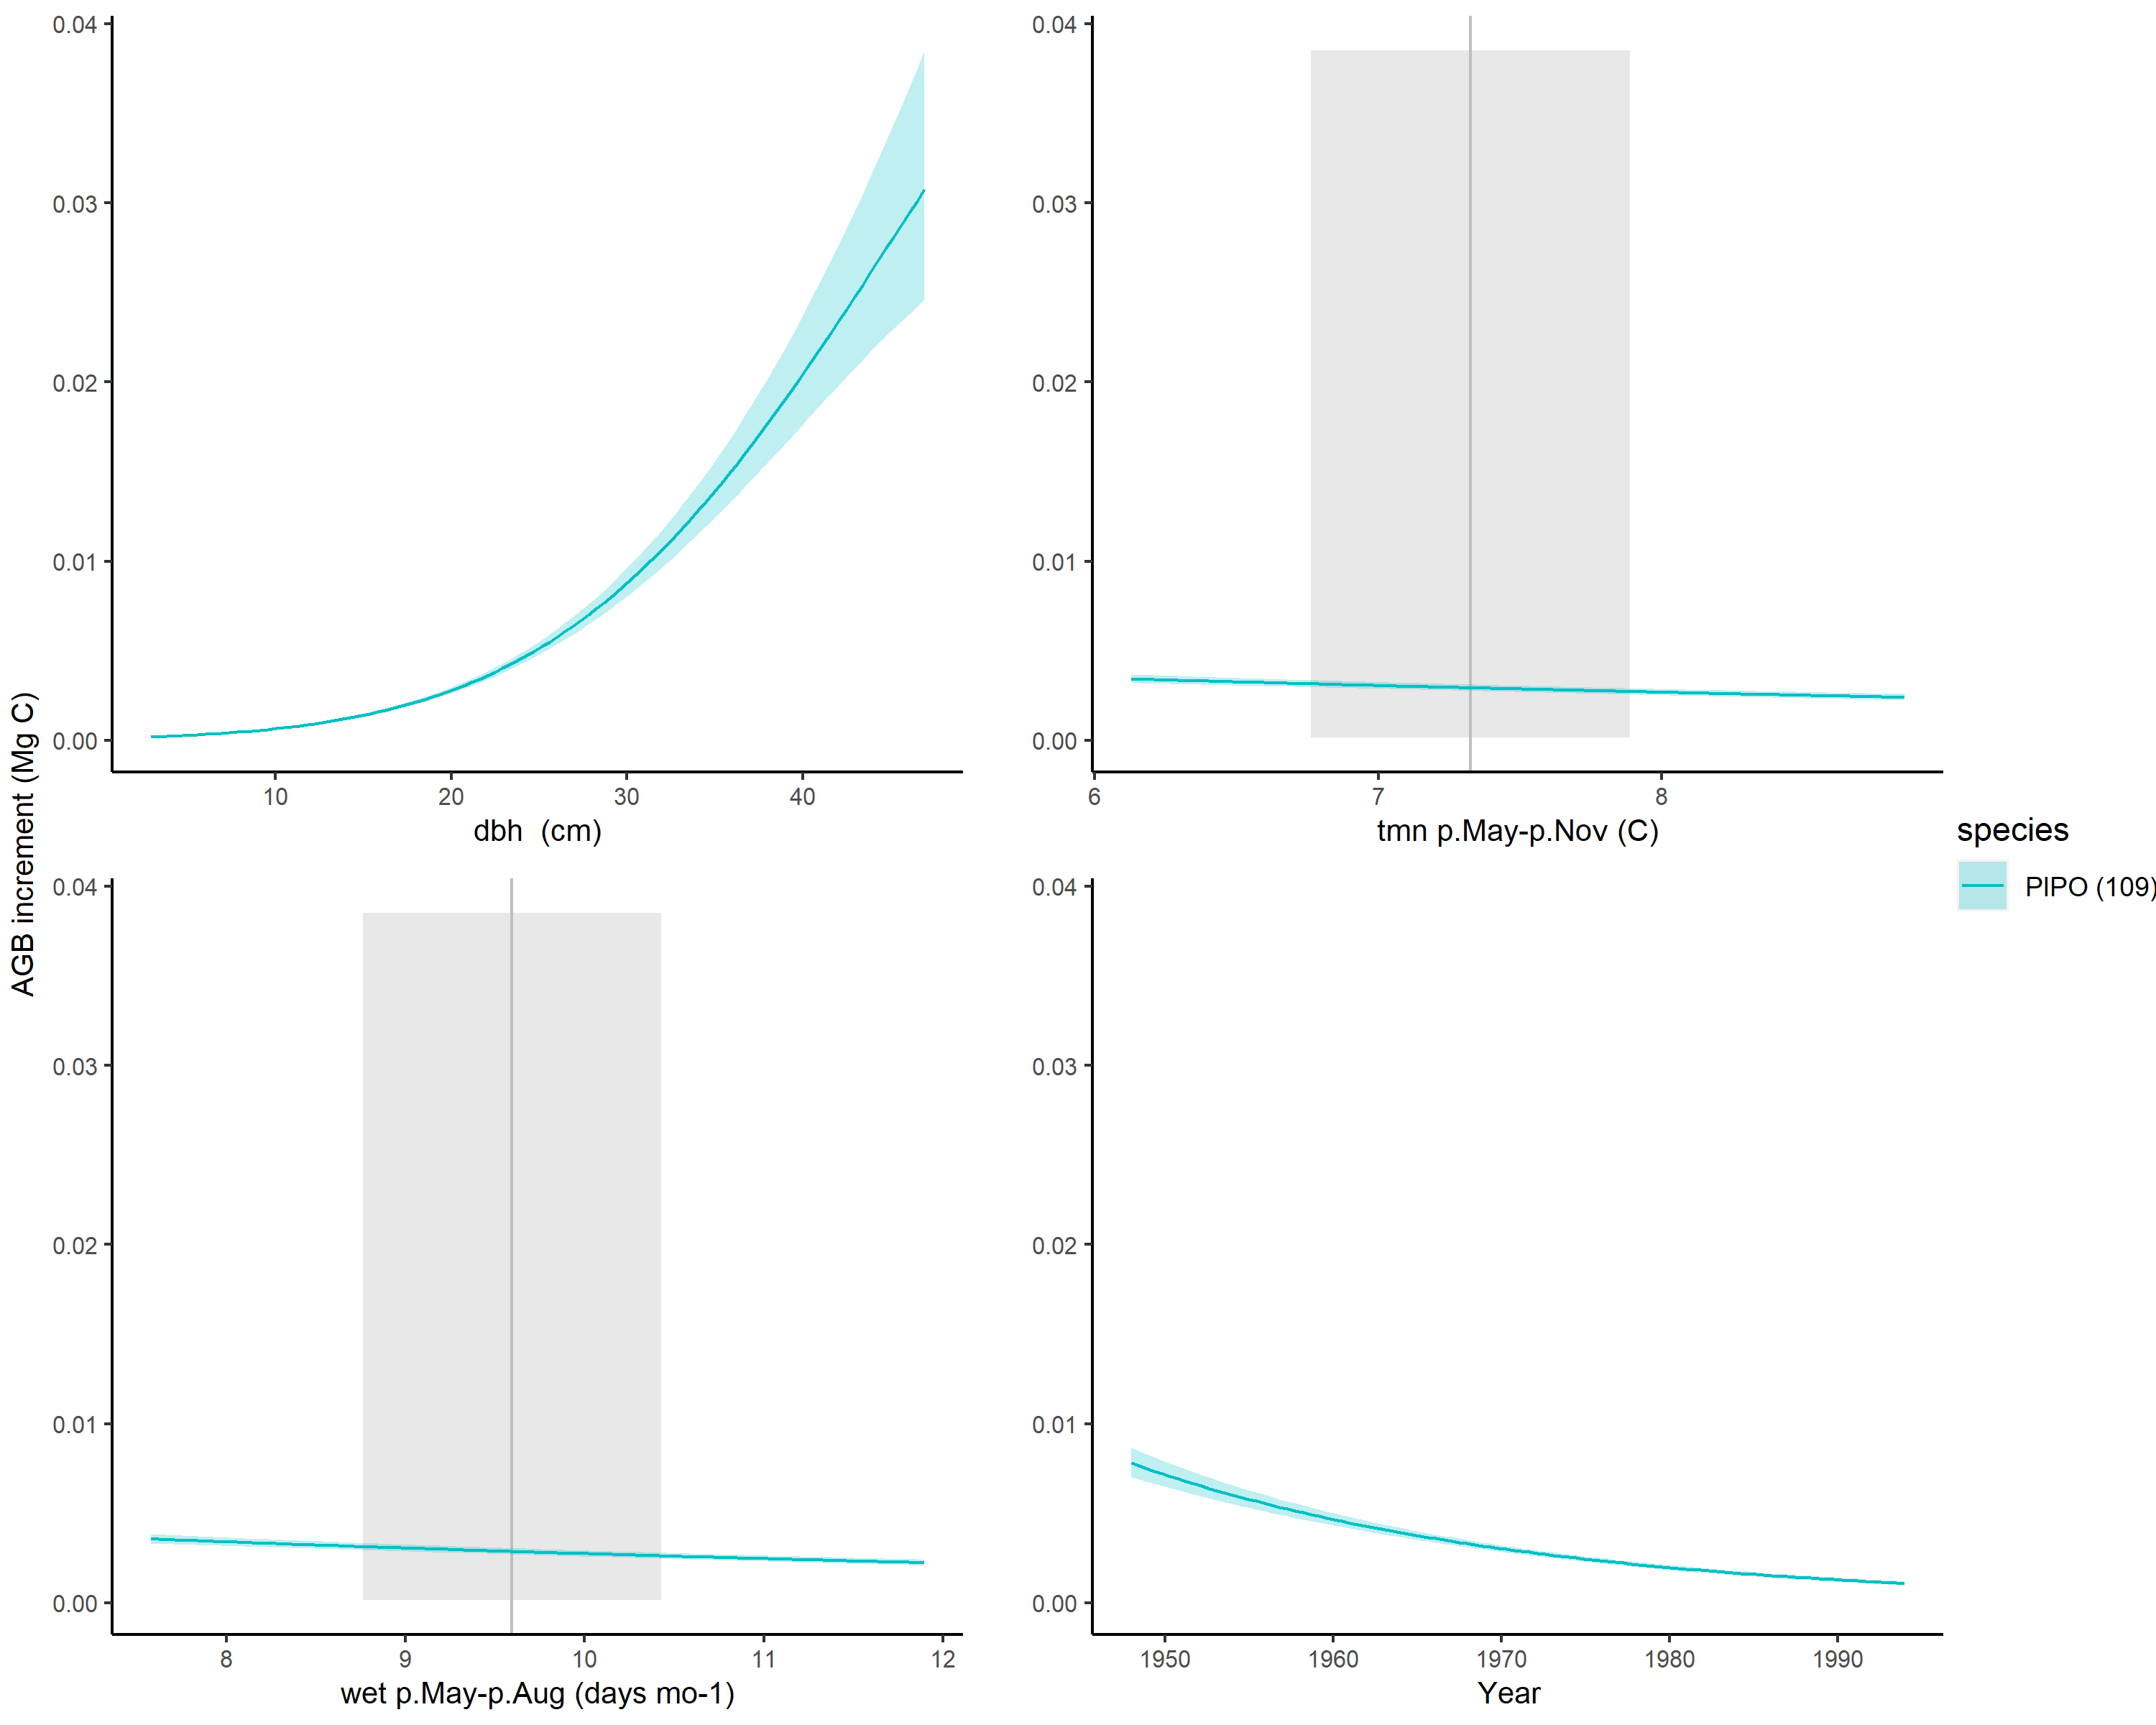 AGB increment (Mg C)
0.04
0.03
0.02
0.01
0.00
10 20 30 40
dbh (cm)
0.04
0.03
0.02
0.01
0.00
6 7 8
tmn p.May-p.Nov (C)
0.04
0.03
0.02
0.01
0.00
8 9 10 11 12
wet p.May-p.Aug (days mo-1)
0.04
0.03
0.02
0.01
0.00
1950 1960 1970 1980 1990
Year
species
PIPO (109)